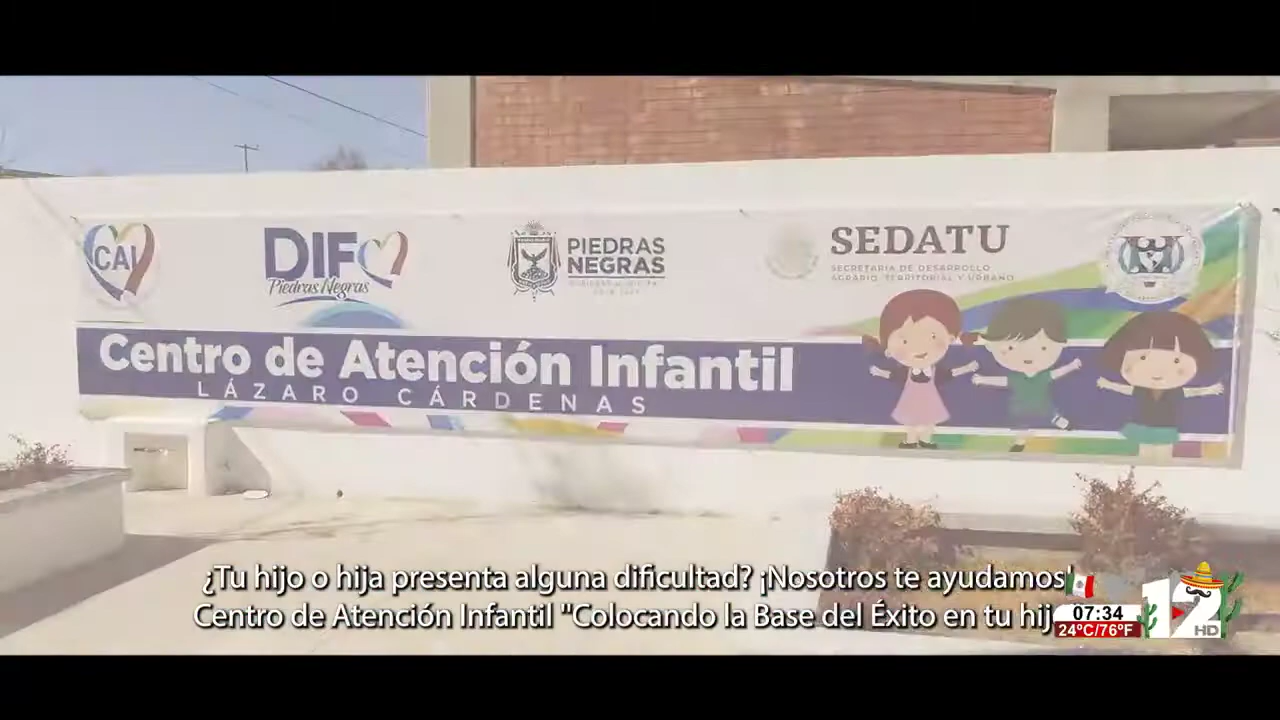 CAI
DIF
Piedras Negras
PIEDRAS
NEGRAS
SEDATU
SECRETARÍA DE DESARROLLO
AGRARIO, TERRITORIAL Y URBANO
Centro de Atención Infantil
LÁZARO CÁRDENAS
¿Tu hijo o hija presenta alguna dificultad? ¡Nosotros te ayudamos!
Centro de Atención Infantil "Colocando la Base del Éxito en tu hij
07:34
24ºC/76ºF
12
HD